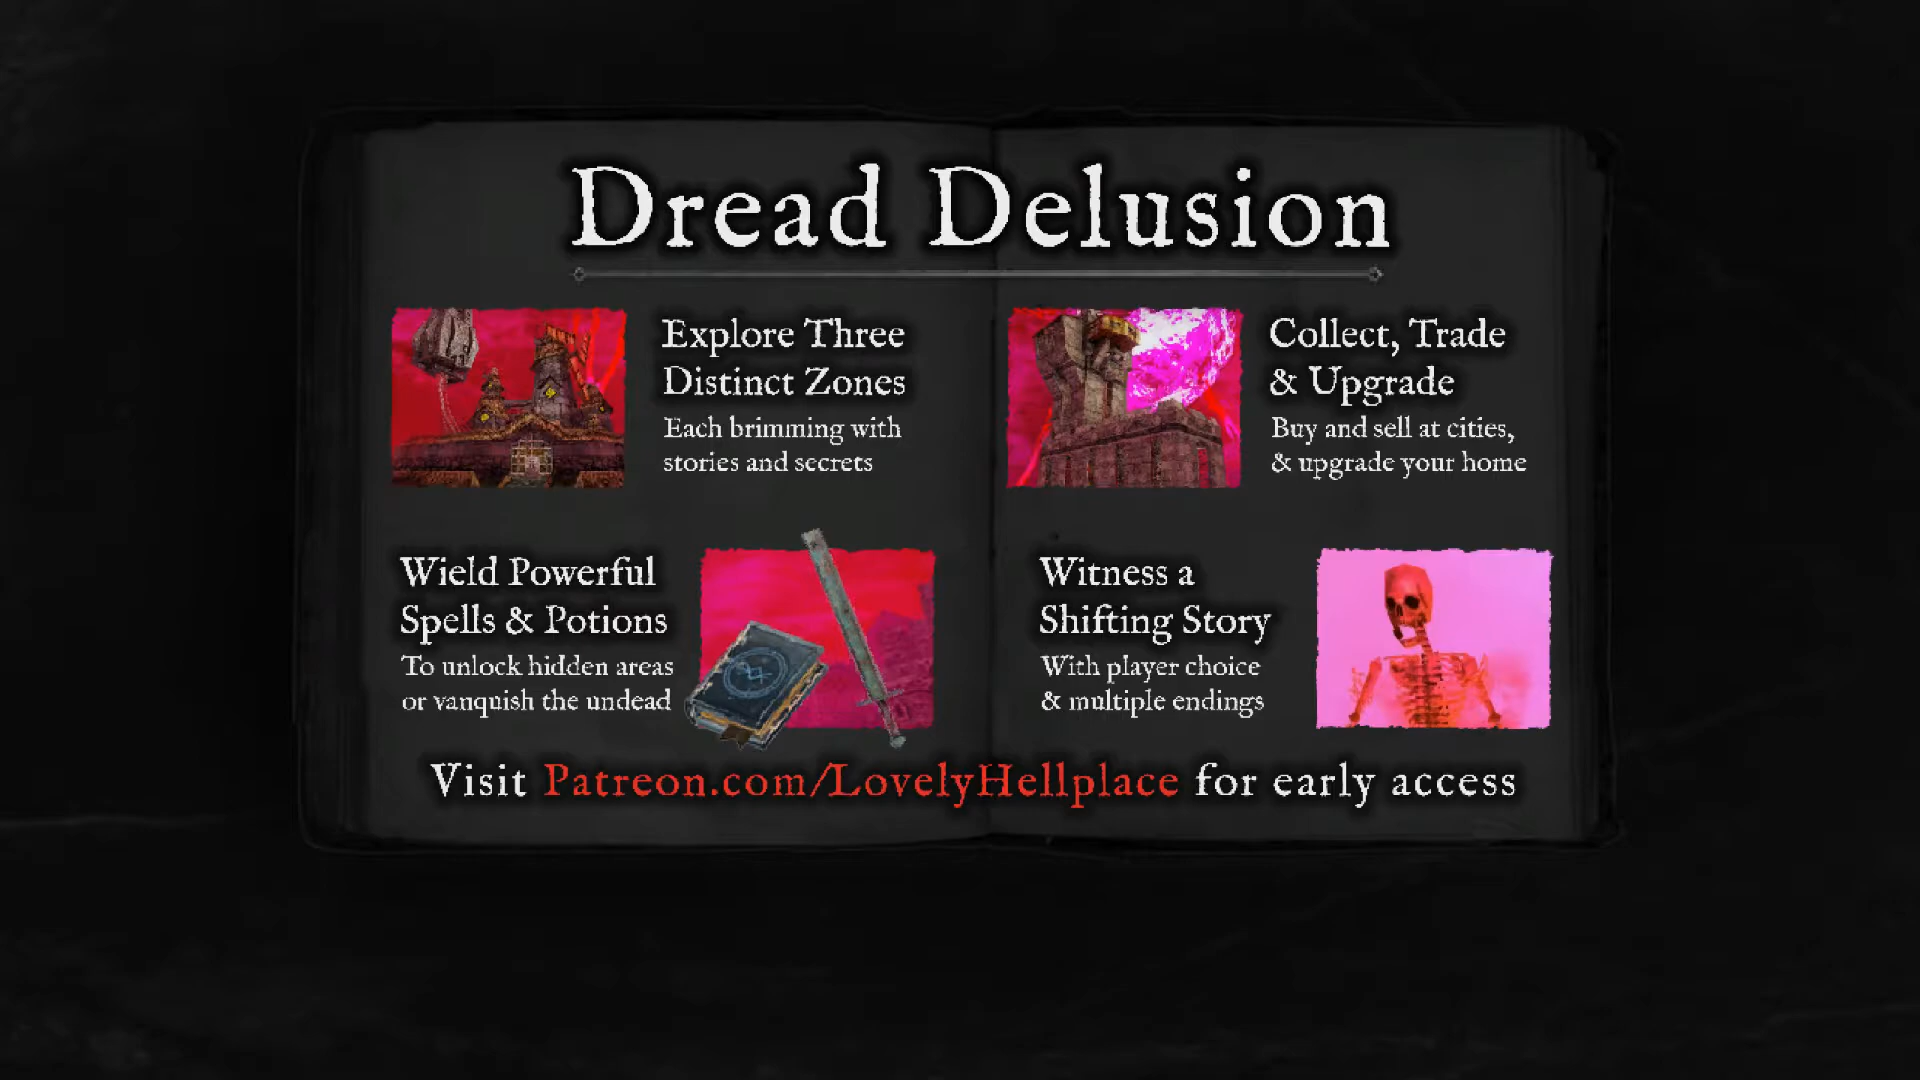 Dread Delusion
Explore Three
Distinct Zones
Each brimming with
stories and secrets
Collect, Trade
& Upgrade
Buy and sell at cities,
& upgrade your home
Wield Powerful
Spells & Potions
To unlock hidden areas
or vanquish the undead
Witness a
Shifting Story
With player choice
& multiple endings
Visit Patreon.com/LovelyHellplace for early access